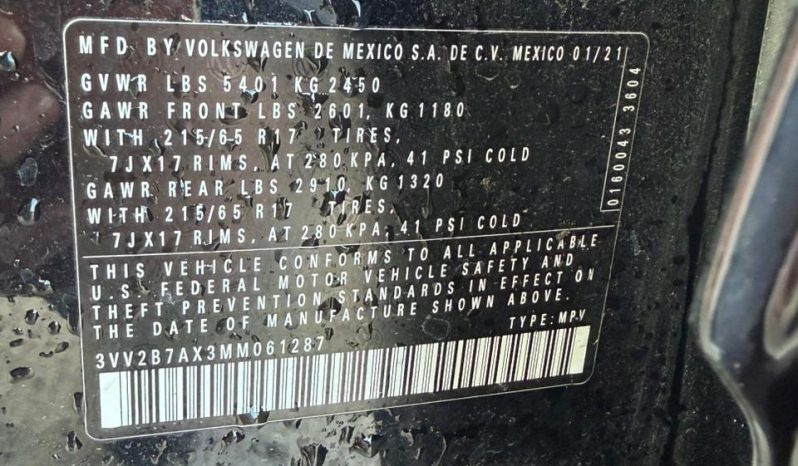 MFD BY VOLKSWAGEN DE MEXICO S.A. DE C.V. MEXICO 01/21
GVWR LBS 5401 KG 2450
GAWR FRONT LBS 2601, KG 1180
WITH 215/65 R17 TIRES,
7JX17 RIMS, AT 280 KPA, 41 PSI COLD
GAWR REAR LBS 2910, KG 1320
WITH 215/65 R17 TIRES,
7JX17 RIMS, AT 280 KPA, 41 PSI COLD
0160043 3604
THIS VEHICLE CONFORMS TO ALL APPLICABLE
U.S. FEDERAL MOTOR VEHICLE SAFETY AND
THEFT PREVENTION STANDARDS IN EFFECT ON
THE DATE OF MANUFACTURE SHOWN ABOVE.
TYPE: MPV
3VV2B7AX3MM061287